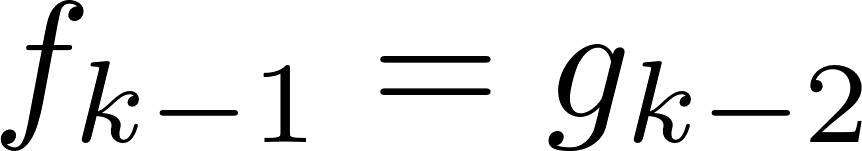 f_{k-1} = g_{k-2}